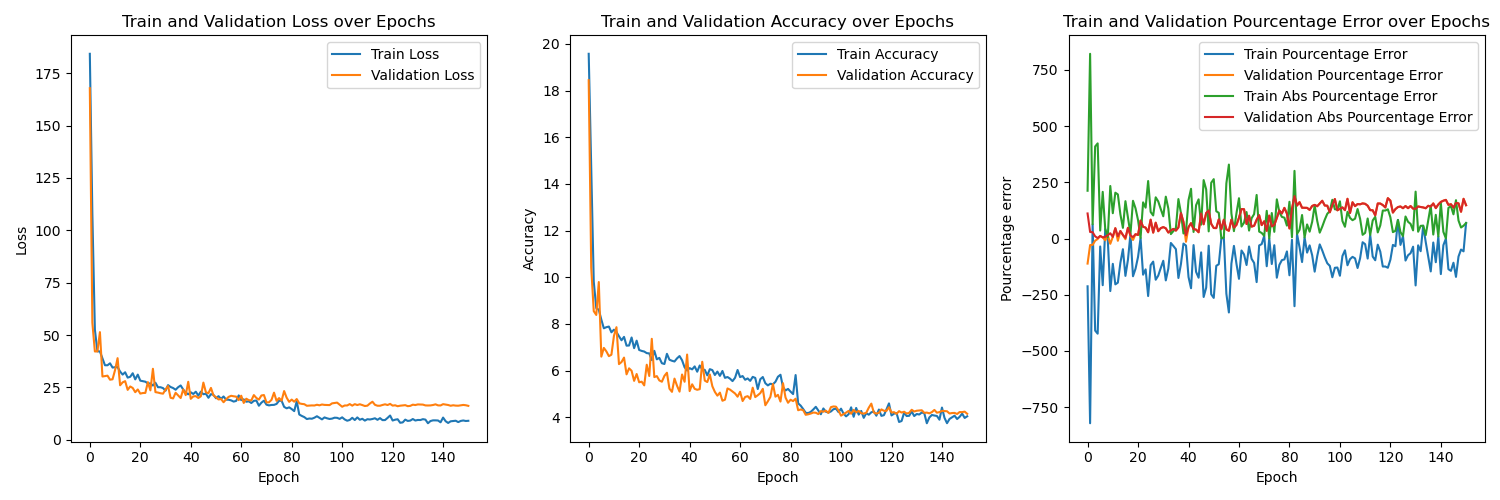 Train and Validation Loss over Epochs
Train Loss
Validation Loss
175
150
125
100
75
50
25
0
Loss
0 20 40 60 80 100 120 140
Epoch
Train and Validation Accuracy over Epochs
Train Accuracy
Validation Accuracy
20
18
16
14
12
10
8
6
4
Accuracy
0 20 40 60 80 100 120 140
Epoch
Train and Validation Pourcentage Error over Epochs
Train Pourcentage Error
Validation Pourcentage Error
Train Abs Pourcentage Error
Validation Abs Pourcentage Error
750
500
250
0
−250
−500
−750
Pourcentage error
0 20 40 60 80 100 120 140
Epoch